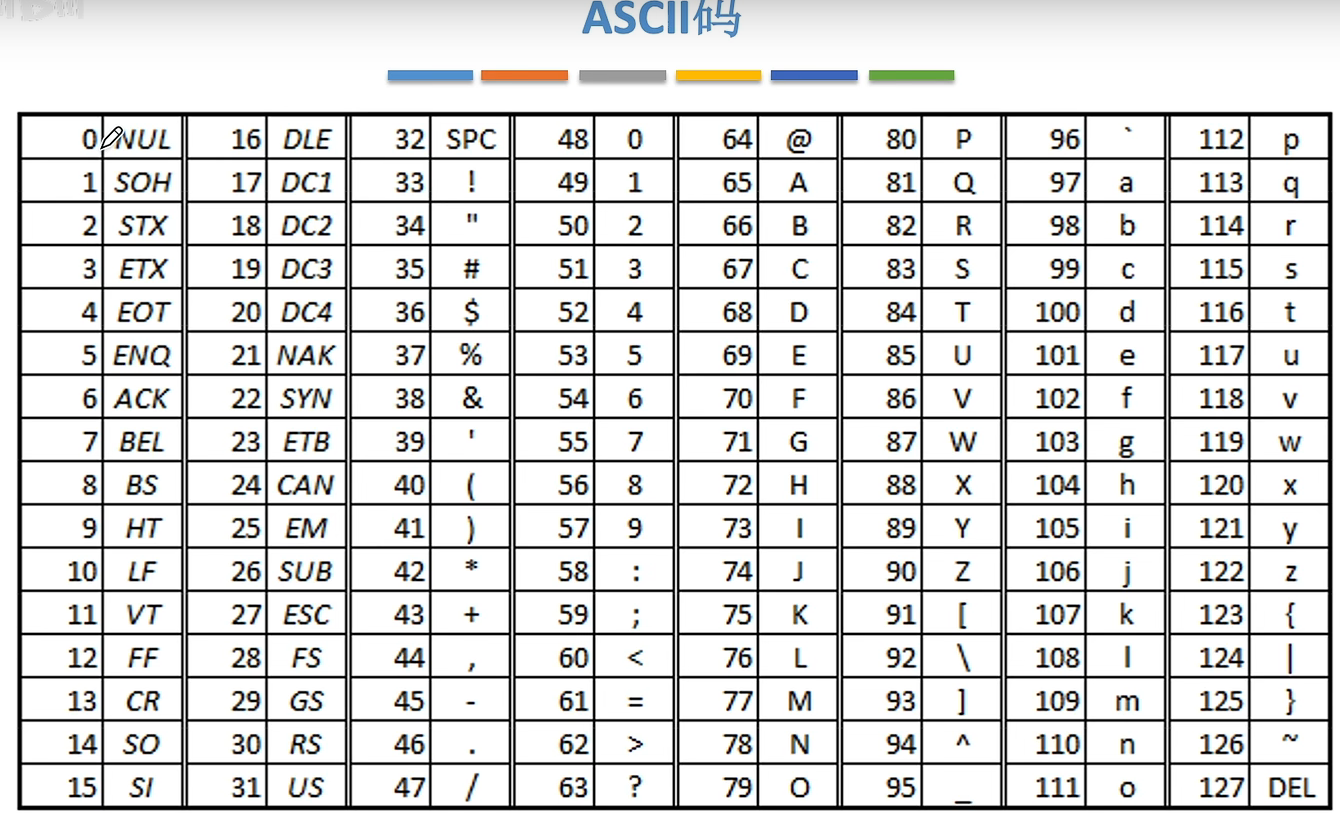 ASCII码
0 NUL 16 DLE 32 SPC 48 0 64 @ 80 P 96 ` 112 p
1 SOH 17 DC1 33 ! 49 1 65 A 81 Q 97 a 113 q
2 STX 18 DC2 34 " 50 2 66 B 82 R 98 b 114 r
3 ETX 19 DC3 35 # 51 3 67 C 83 S 99 c 115 s
4 EOT 20 DC4 36 $ 52 4 68 D 84 T 100 d 116 t
5 ENQ 21 NAK 37 % 53 5 69 E 85 U 101 e 117 u
6 ACK 22 SYN 38 & 54 6 70 F 86 V 102 f 118 v
7 BEL 23 ETB 39 ' 55 7 71 G 87 W 103 g 119 w
8 BS 24 CAN 40 ( 56 8 72 H 88 X 104 h 120 x
9 HT 25 EM 41 ) 57 9 73 I 89 Y 105 i 121 y
10 LF 26 SUB 42 * 58 : 74 J 90 Z 106 j 122 z
11 VT 27 ESC 43 + 59 ; 75 K 91 [ 107 k 123 {
12 FF 28 FS 44 , 60 < 76 L 92 \ 108 l 124 |
13 CR 29 GS 45 - 61 = 77 M 93 ] 109 m 125 }
14 SO 30 RS 46 . 62 > 78 N 94 ^ 110 n 126 ~
15 SI 31 US 47 / 63 ? 79 O 95 _ 111 o 127 DEL